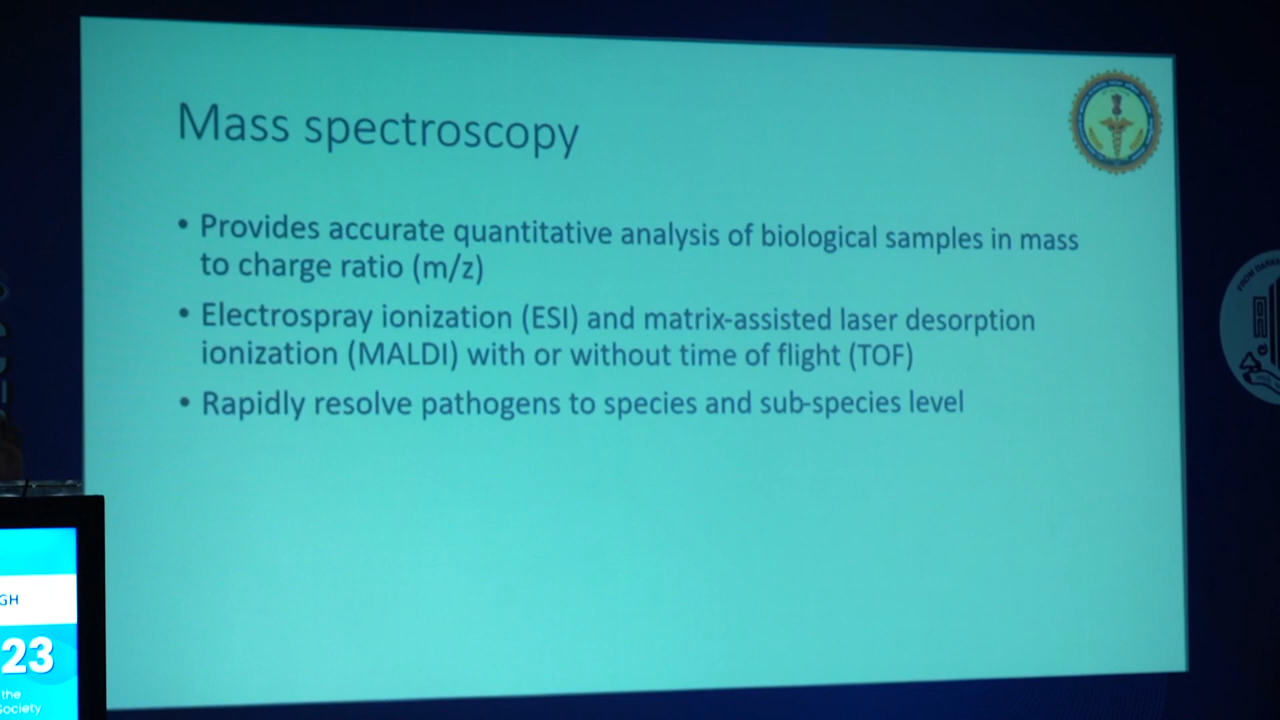 Mass spectroscopy
• Provides accurate quantitative analysis of biological samples in mass
to charge ratio (m/z)
• Electrospray ionization (ESI) and matrix-assisted laser desorption
ionization (MALDI) with or without time of flight (TOF)
• Rapidly resolve pathogens to species and sub-species level
GH
23
the
Society
FROM DARK